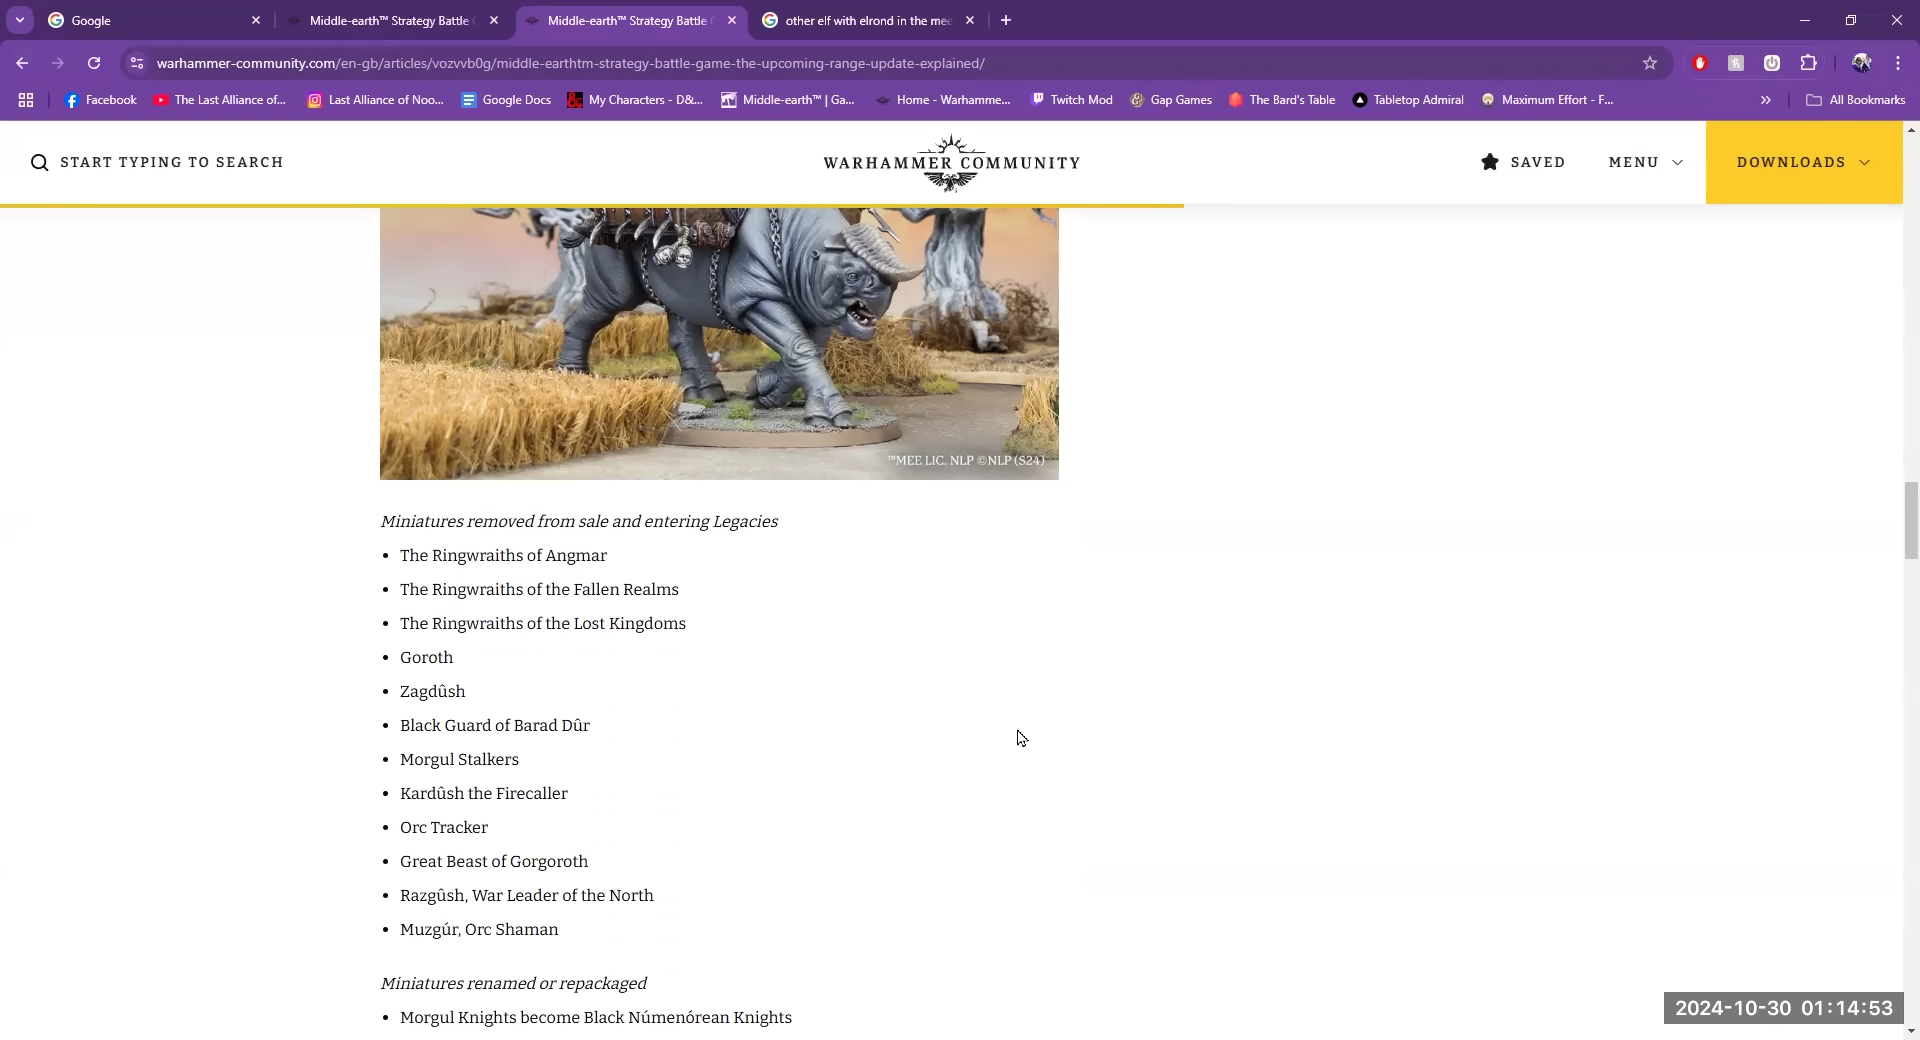 Google
Middle-earth™ Strategy Battle
Middle-earth™ Strategy Battle
other elf with elrond in the
warhammer-community.com/en-gb/articles/vozvvb0g/middle-earthtm-strategy-battle-game-the-upcoming-range-update-explained/
Facebook
The Last Alliance of...
Last Alliance of Noo...
Google Docs
My Characters - D&...
Middle-earth™ | Ga...
Home - Warhamme...
Twitch Mod
Gap Games
The Bard's Table
Tabletop Admiral
Maximum Effort - F...
All Bookmarks
START TYPING TO SEARCH
WARHAMMER COMMUNITY
SAVED
MENU
DOWNLOADS
™MEE LIC. NLP ©NLP (S24)
Miniatures removed from sale and entering Legacies
• The Ringwraiths of Angmar
• The Ringwraiths of the Fallen Realms
• The Ringwraiths of the Lost Kingdoms
• Goroth
• Zagdûsh
• Black Guard of Barad Dûr
• Morgul Stalkers
• Kardûsh the Firecaller
• Orc Tracker
• Great Beast of Gorgoroth
• Razgûsh, War Leader of the North
• Muzgúr, Orc Shaman
Miniatures renamed or repackaged
• Morgul Knights become Black Númenórean Knights
2024-10-30 01:14:53